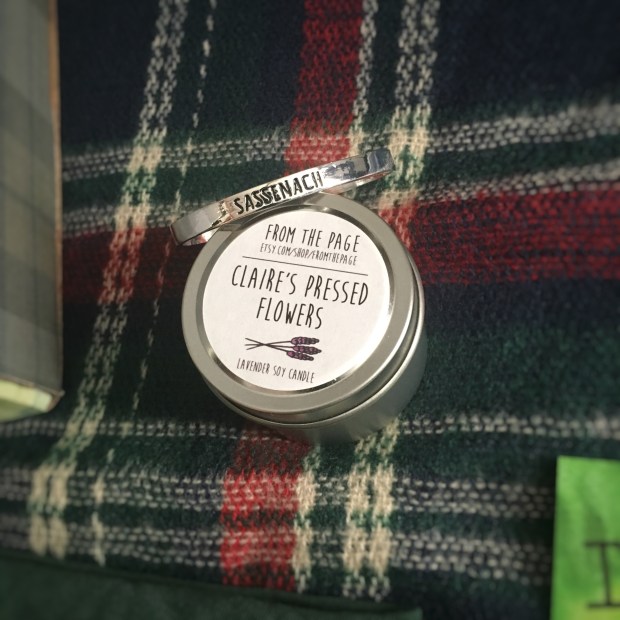 SASSENACH
FROM THE PAGE
ETSY.COM/SHOP/FROMTHEPAGE
CLAIRE'S PRESSED
FLOWERS
LAVENDER SOY CANDLE